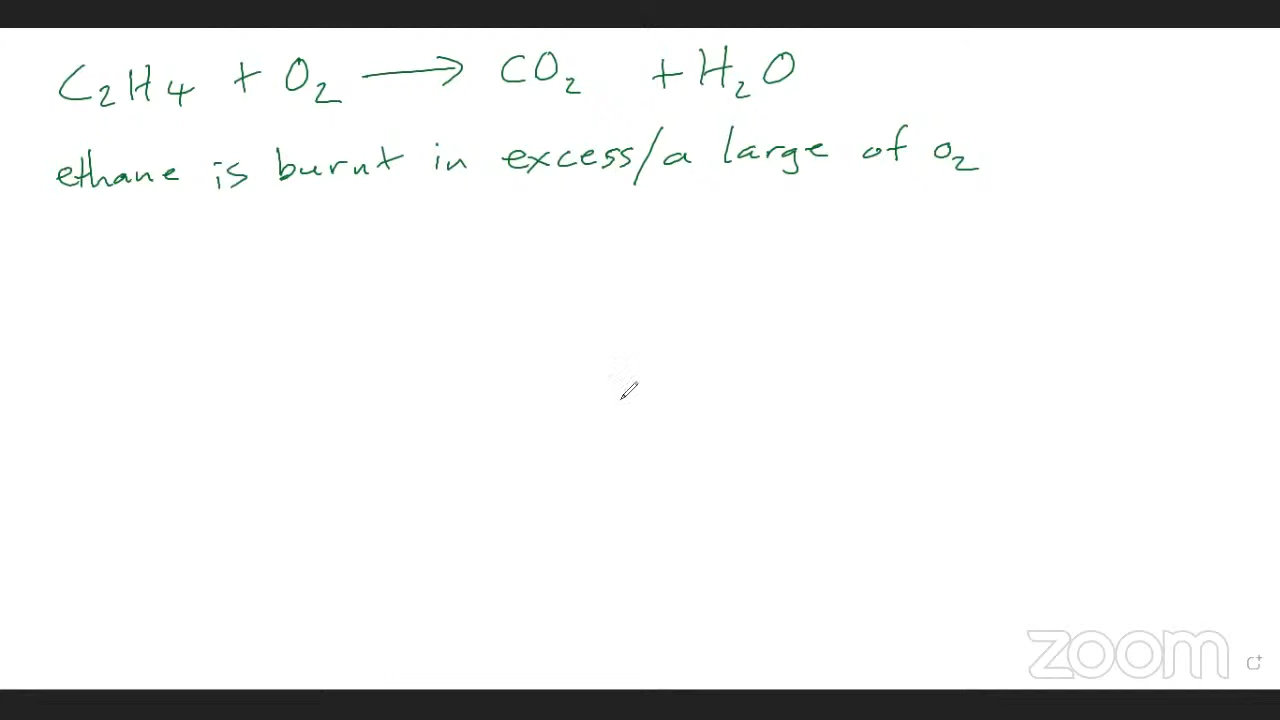 C₂H₄ + O₂ → CO₂ + H₂O
ethane is burnt in excess/a large of O₂
zoom